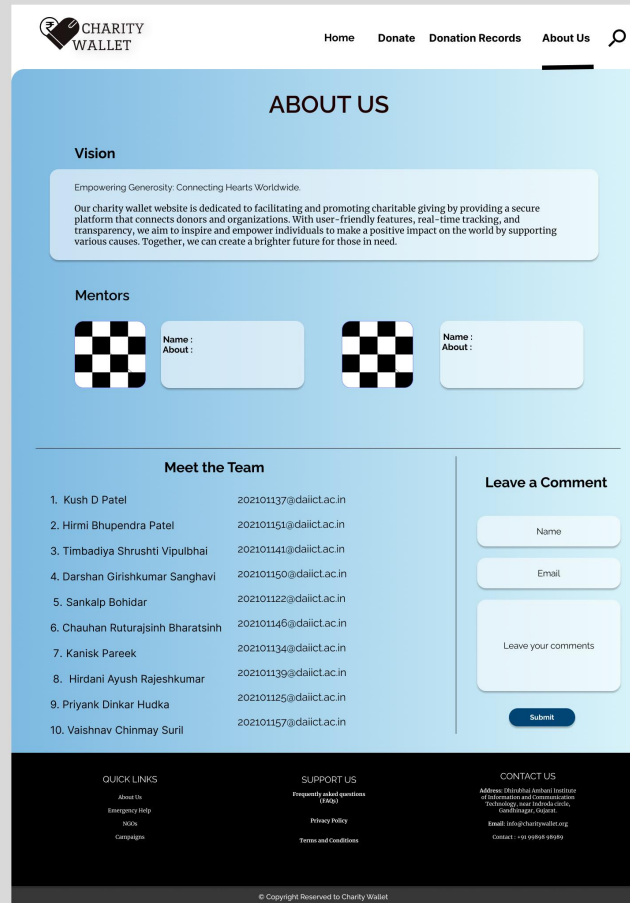 CHARITY
WALLET
Home Donate Donation Records About Us
ABOUT US
Vision
Empowering Generosity: Connecting Hearts Worldwide.
Our charity wallet website is dedicated to facilitating and promoting charitable giving by providing a secure
platform that connects donors and organizations. With user-friendly features, real-time tracking, and
transparency, we aim to inspire and empower individuals to make a positive impact on the world by supporting
various causes. Together, we can create a brighter future for those in need.
Mentors
Name :
About :
Name :
About :
Meet the Team
1. Kush D Patel 202101137@daiict.ac.in
2. Hirmi Bhupendra Patel 202101151@daiict.ac.in
3. Timbadiya Shrushti Vipulbhai 202101141@daiict.ac.in
4. Darshan Girishkumar Sanghavi 202101150@daiict.ac.in
5. Sankalp Bohidar 202101122@daiict.ac.in
6. Chauhan Ruturajsinh Bharatsinh 202101146@daiict.ac.in
7. Kanisk Pareek 202101134@daiict.ac.in
8. Hirdani Ayush Rajeshkumar 202101139@daiict.ac.in
9. Priyank Dinkar Hudka 202101125@daiict.ac.in
10. Vaishnav Chinmay Suril 202101157@daiict.ac.in
Leave a Comment
Name
Email
Leave your comments
Submit
QUICK LINKS
About Us
Emergency Help
NGOs
Campaigns
SUPPORT US
Frequently asked questions
(FAQs)
Privacy Policy
Terms and Conditions
CONTACT US
Address: Dhirubhai Ambani Institute
of Information and Communication
Technology, near Indroda circle,
Gandhinagar, Gujarat.
Email: info@charitywallet.org
Contact : +91 99898 98989
© Copyright Reserved to Charity Wallet